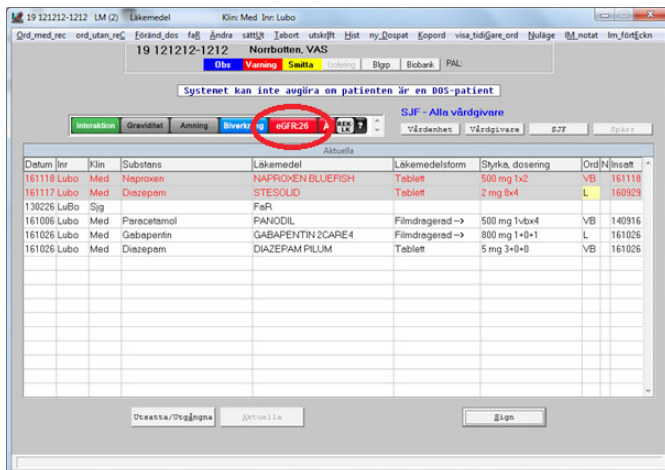 19 121212-1212 LM (2) Läkemedel Klin: Med Inr: Lubo
Ord_med_rec ord_utan_reC Föränd_dos faR Ändra sättUt Tabort utskrIft Hist ny_Dospat Kopord visa_tidiGare_ord Nuläge lM_notat lm_förtEckn
19 121212-1212 Norrbotten, VAS
Obs Varning Smitta Isolering Blgrp Biobank PAL:
Systemet kan inte avgöra om patienten är en DOS-patient
SJF - Alla vårdgivare
Interaktion Graviditet Amning Biverkning eGFR:26 REK LK ?
Vårdenhet Vårdgivare SJF Spärr
Aktuella
Datum Inr Klin Substans Läkemedel Läkemedelsform Styrka, dosering Ord N Insatt
161118 Lubo Med Naproxen NAPROXEN BLUEFISH Tablett 500 mg 1x2 VB 161118
161117 Lubo Med Diazepam STESOLID Tablett 2 mg 8x4 L 160929
130226 LuBo Sjg FaR
161006 Lubo Med Paracetamol PANODIL Filmdragerad -> 500 mg 1vbx4 VB 140916
161026 Lubo Med Gabapentin GABAPENTIN 2CARE4 Filmdragerad -> 800 mg 1+0+1 L 161026
161026 Lubo Med Diazepam DIAZEPAM PILUM Tablett 5 mg 3+0+0 VB 161026
Utsatta/Utgångna Aktuella Sign